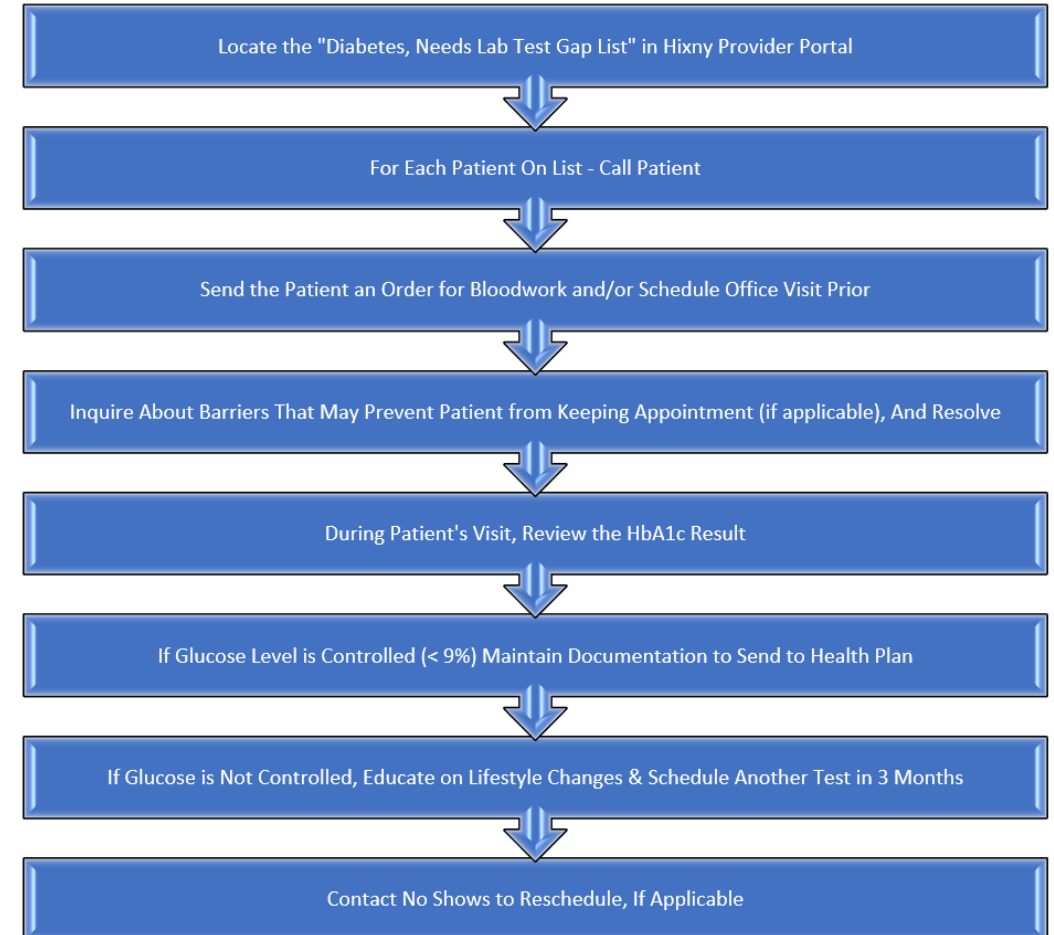 Locate the "Diabetes, Needs Lab Test Gap List" in Hixny Provider Portal
For Each Patient On List - Call Patient
Send the Patient an Order for Bloodwork and/or Schedule Office Visit Prior
Inquire About Barriers That May Prevent Patient from Keeping Appointment (if applicable), And Resolve
During Patient's Visit, Review the HbA1c Result
If Glucose Level is Controlled (< 9%) Maintain Documentation to Send to Health Plan
If Glucose is Not Controlled, Educate on Lifestyle Changes & Schedule Another Test in 3 Months
Contact No Shows to Reschedule, If Applicable